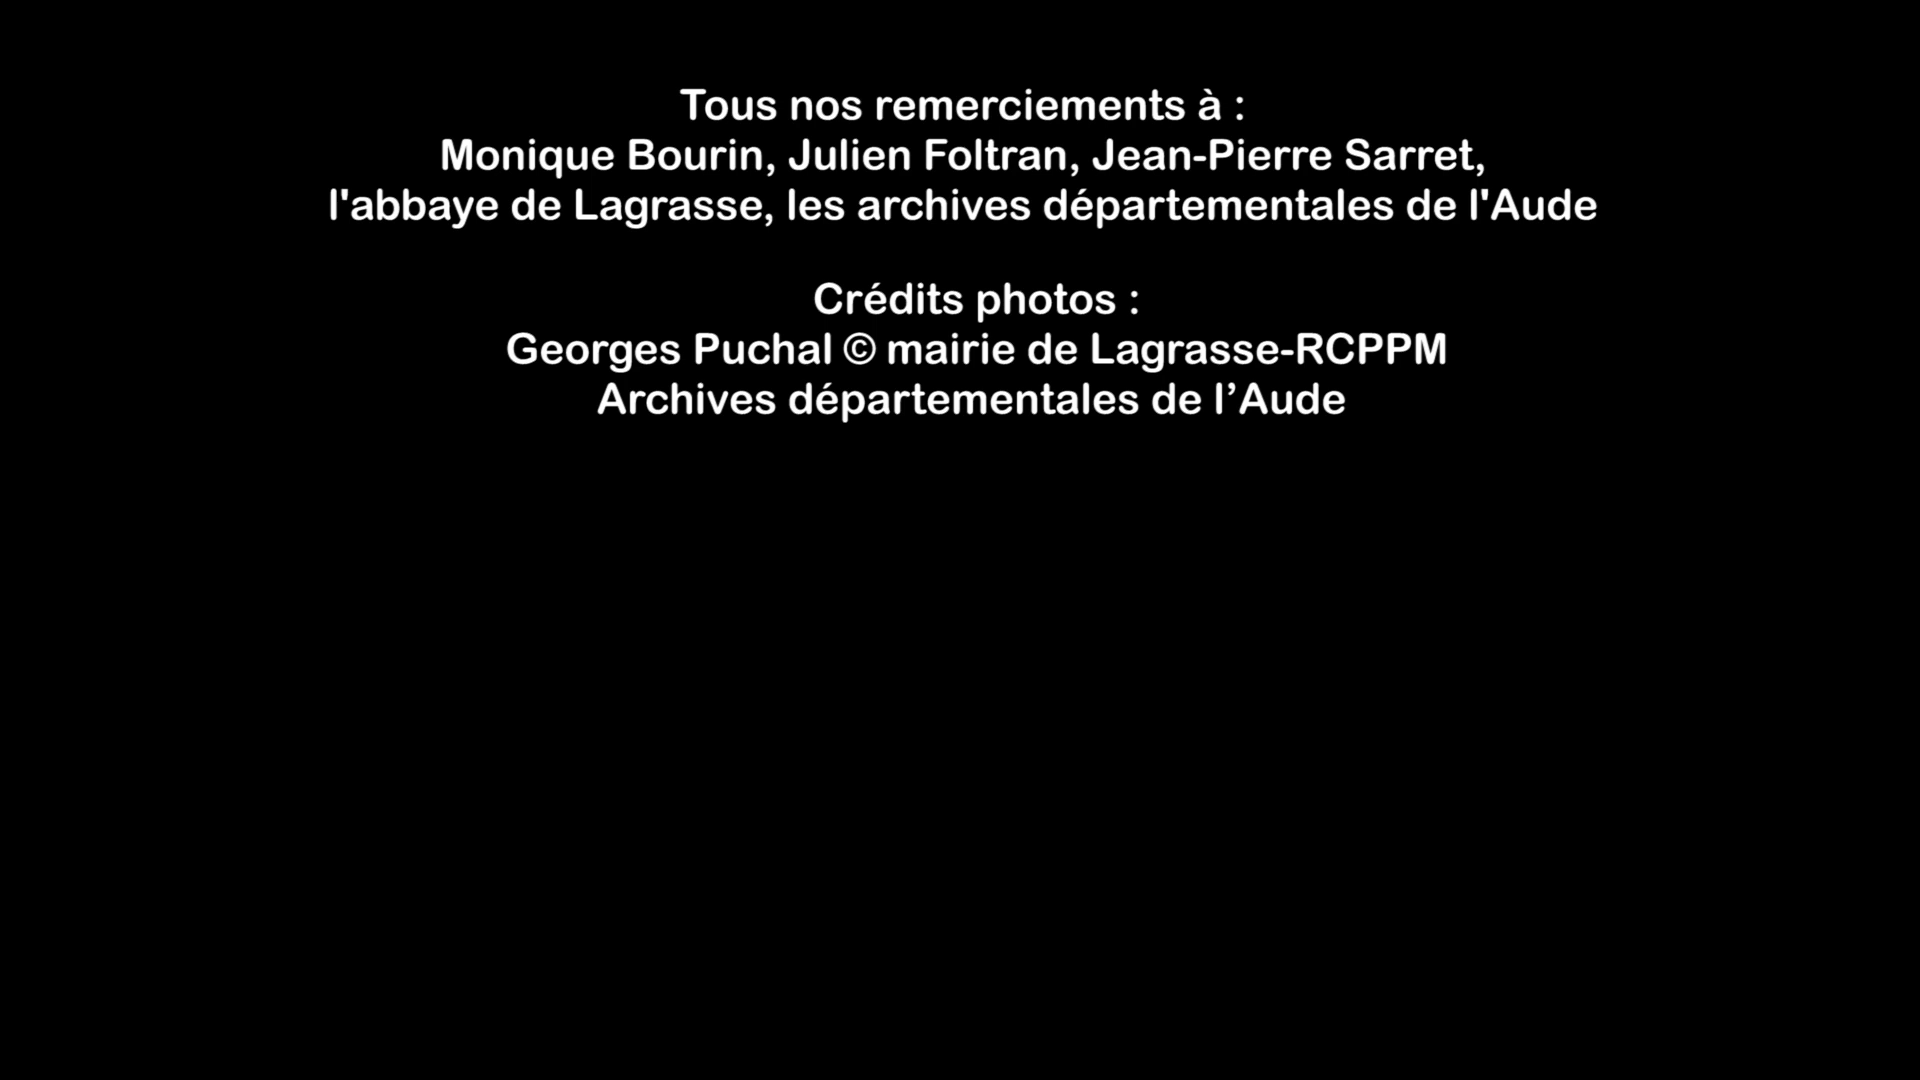 Tous nos remerciements à :
Monique Bourin, Julien Foltran, Jean-Pierre Sarret,
l'abbaye de Lagrasse, les archives départementales de l'Aude
Crédits photos :
Georges Puchal © mairie de Lagrasse-RCPPM
Archives départementales de l’Aude